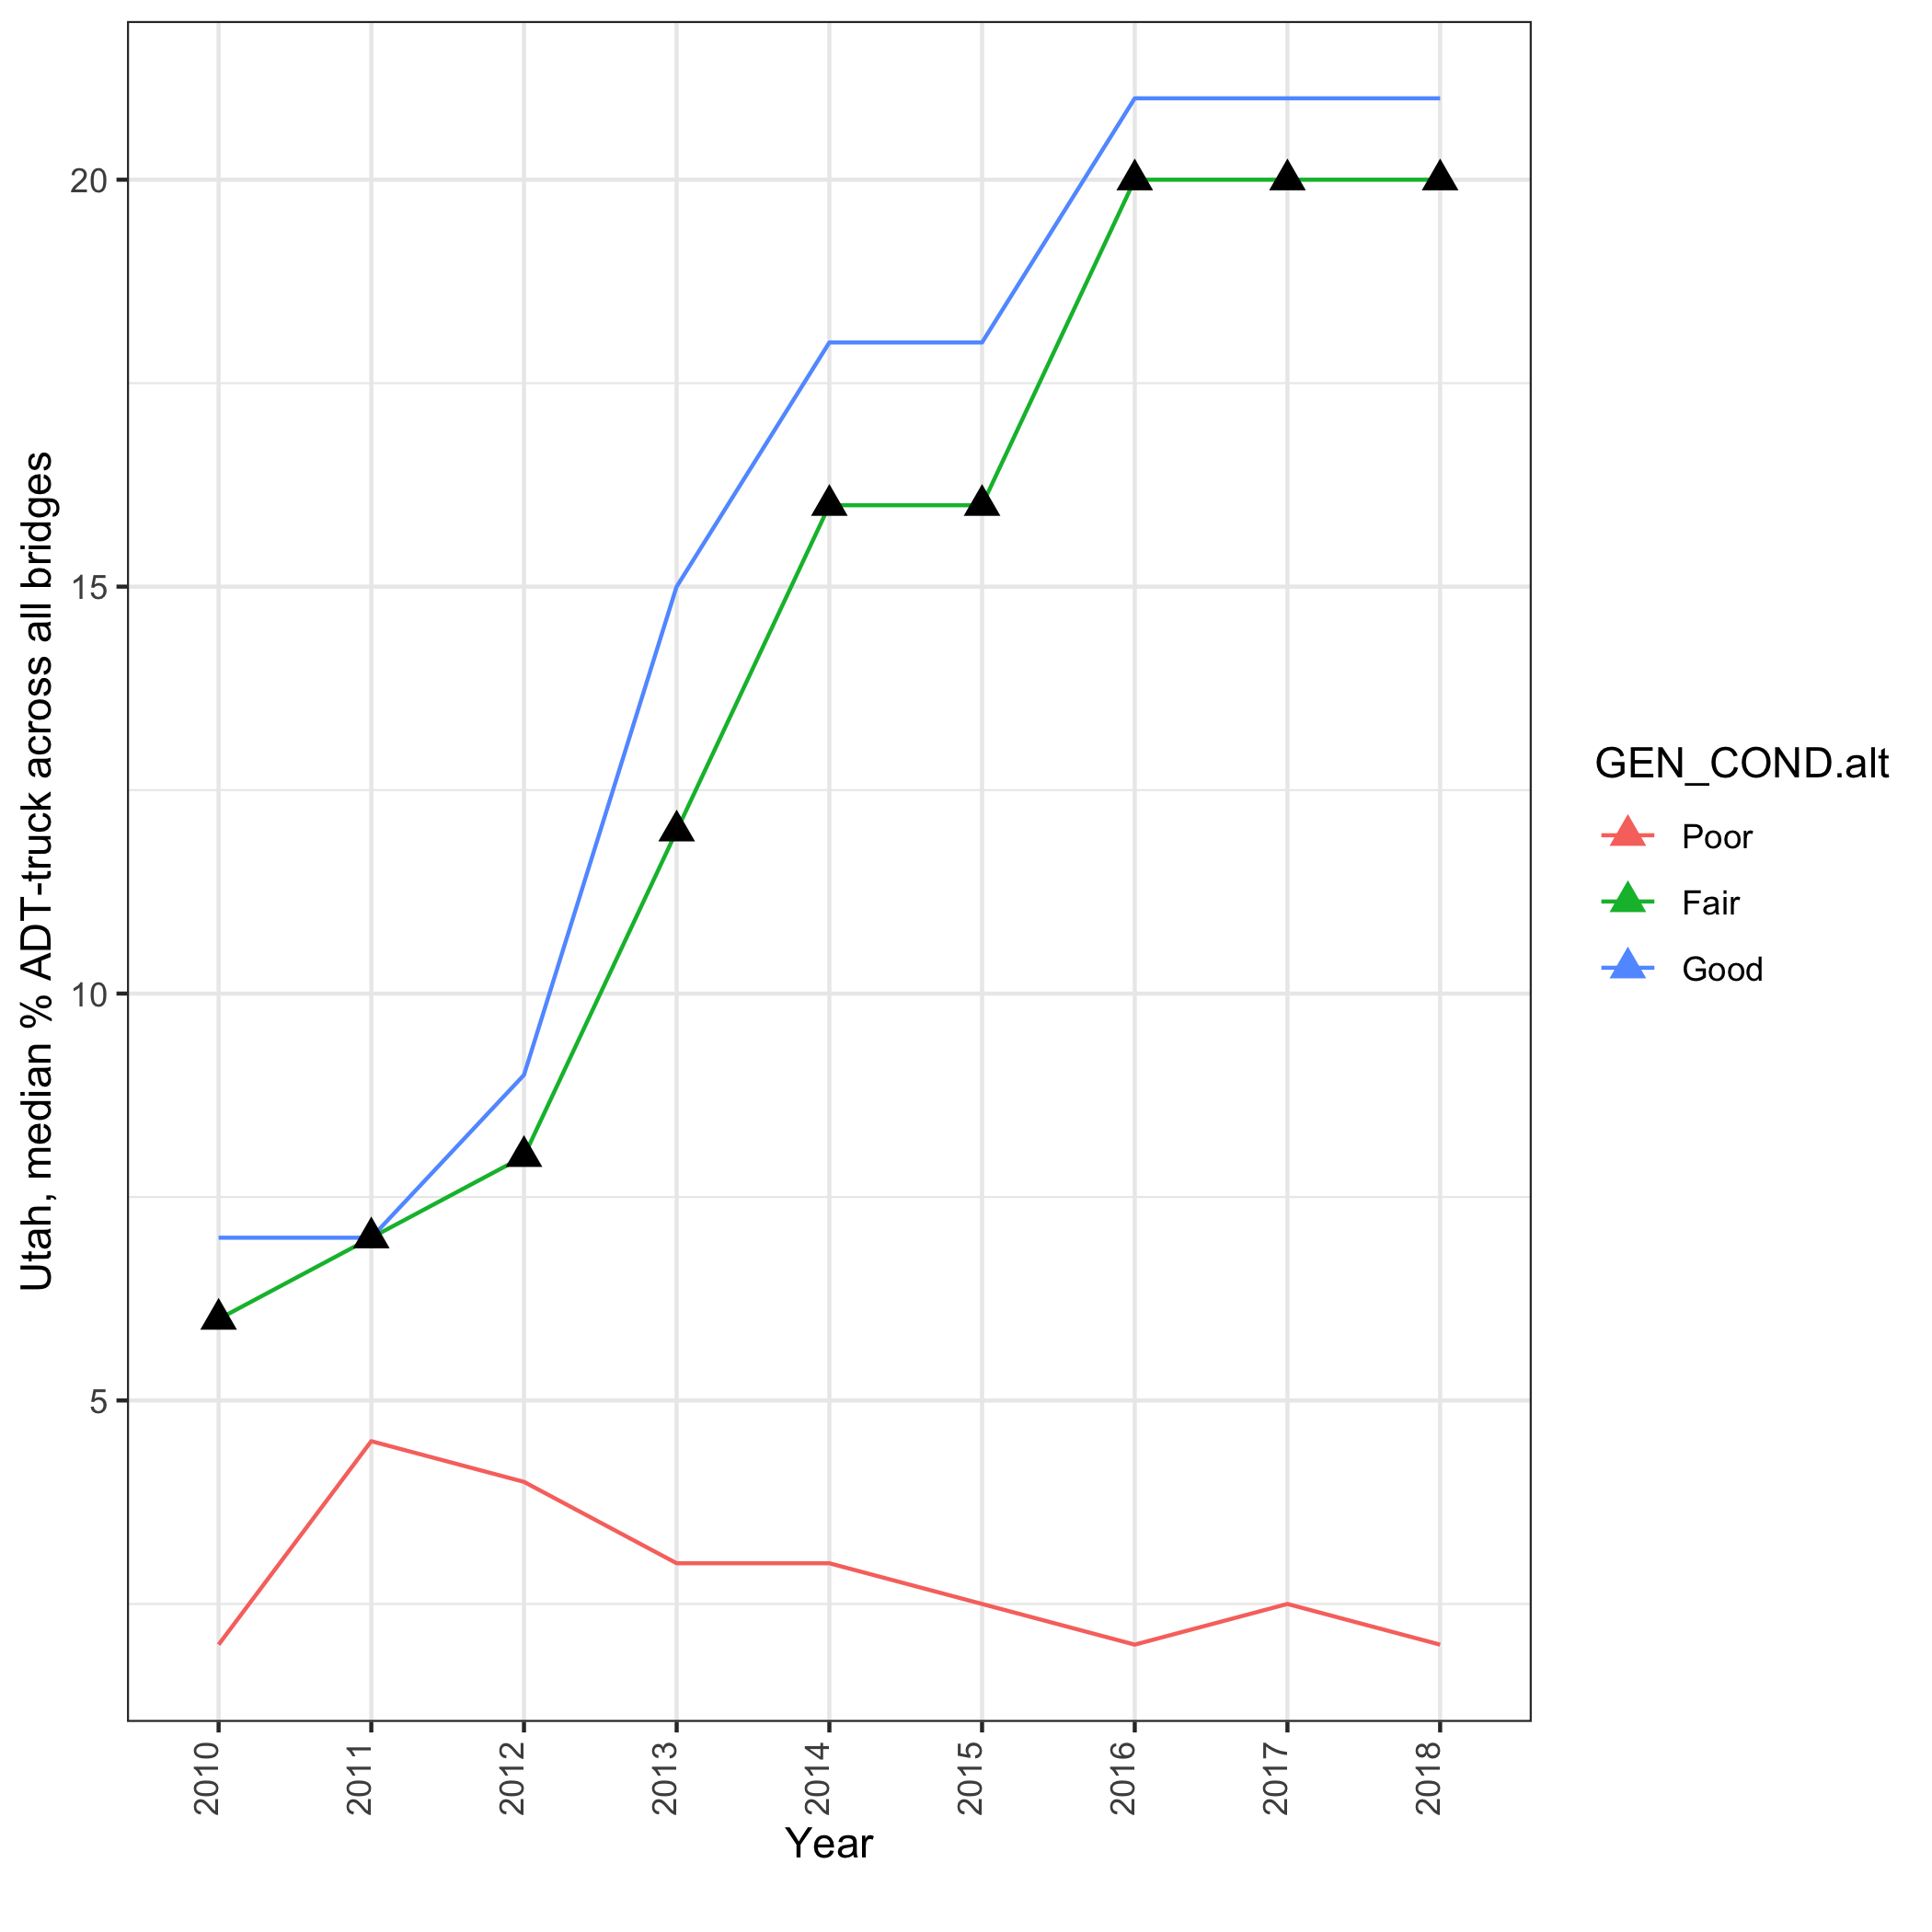 Utah, median % ADT-truck across all bridges
20
15
10
5
2010
2011
2012
2013
2014
2015
2016
2017
2018
Year
GEN_COND.alt
Poor
Fair
Good